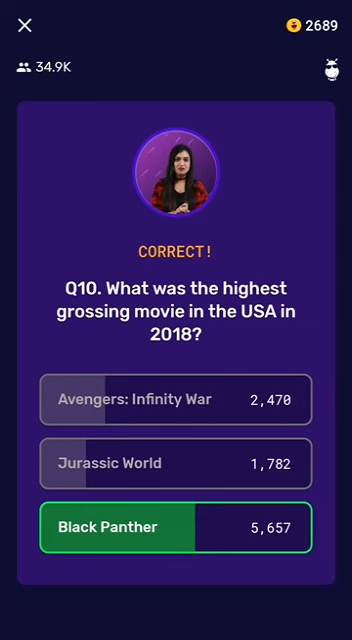 2689
34.9K
CORRECT!
Q10. What was the highest
grossing movie in the USA in
2018?
Avengers: Infinity War 2,470
Jurassic World 1,782
Black Panther 5,657